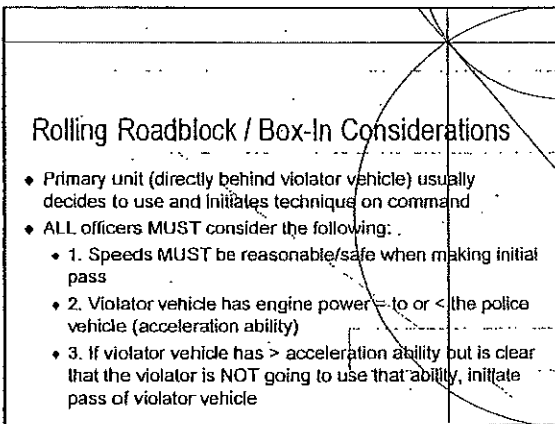 Rolling Roadblock / Box-In Considerations
◆ Primary unit (directly behind violator vehicle) usually
decides to use and initiates technique on command
◆ ALL officers MUST consider the following:
◆ 1. Speeds MUST be reasonable/safe when making initial
pass
◆ 2. Violator vehicle has engine power = to or < the police
vehicle (acceleration ability)
◆ 3. If violator vehicle has > acceleration ability but is clear
that the violator is NOT going to use that ability, initiate
pass of violator vehicle